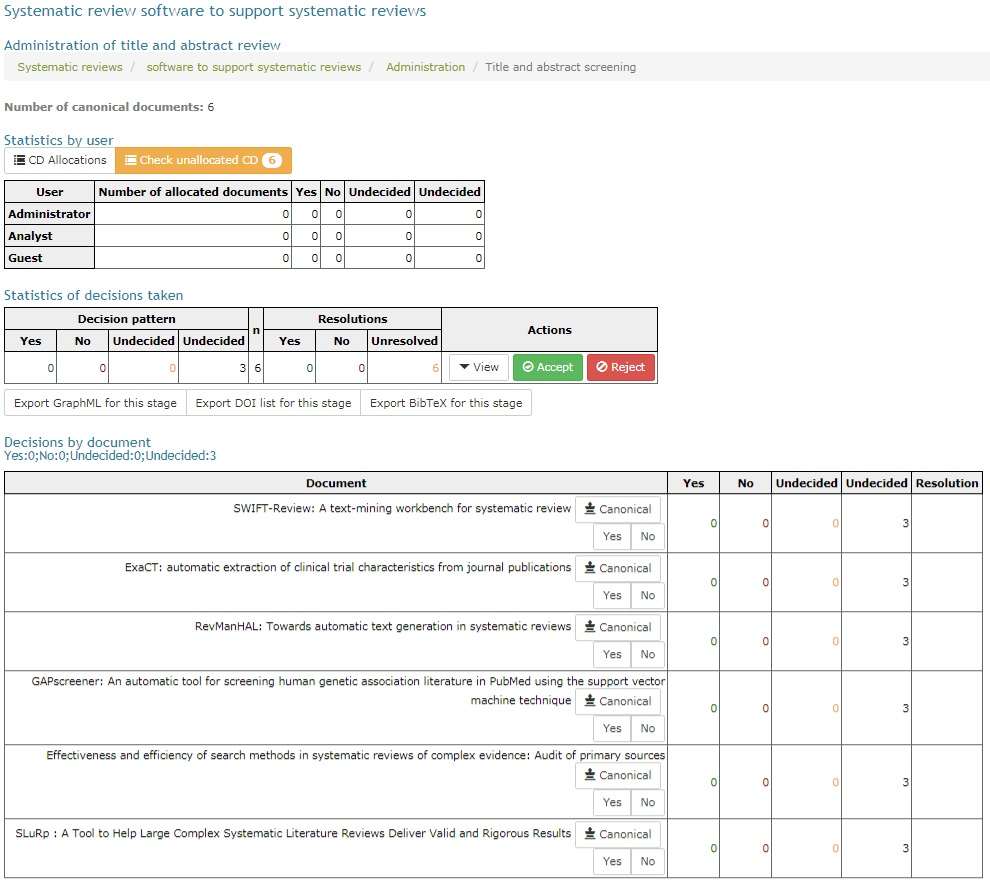 Systematic review software to support systematic reviews
Administration of title and abstract review
Systematic reviews / software to support systematic reviews / Administration / Title and abstract screening
Number of canonical documents: 6
Statistics by user
CD Allocations Check unallocated CD 6
User Number of allocated documents Yes No Undecided Undecided
Administrator 0 0 0 0 0
Analyst 0 0 0 0 0
Guest 0 0 0 0 0
Statistics of decisions taken
Decision pattern n Resolutions Actions
Yes No Undecided Undecided Yes No Unresolved
0 0 0 3 6 0 0 6 View Accept Reject
Export GraphML for this stage Export DOI list for this stage Export BibTeX for this stage
Decisions by document
Yes:0;No:0;Undecided:0;Undecided:3
Document Yes No Undecided Undecided Resolution
SWIFT-Review: A text-mining workbench for systematic review Canonical
Yes No 0 0 0 3
ExaCT: automatic extraction of clinical trial characteristics from journal publications Canonical
Yes No 0 0 0 3
RevManHAL: Towards automatic text generation in systematic reviews Canonical
Yes No 0 0 0 3
GAPscreener: An automatic tool for screening human genetic association literature in PubMed using the support vector
machine technique Canonical
Yes No 0 0 0 3
Effectiveness and efficiency of search methods in systematic reviews of complex evidence: Audit of primary sources
Canonical
Yes No 0 0 0 3
SLuRp : A Tool to Help Large Complex Systematic Literature Reviews Deliver Valid and Rigorous Results Canonical
Yes No 0 0 0 3